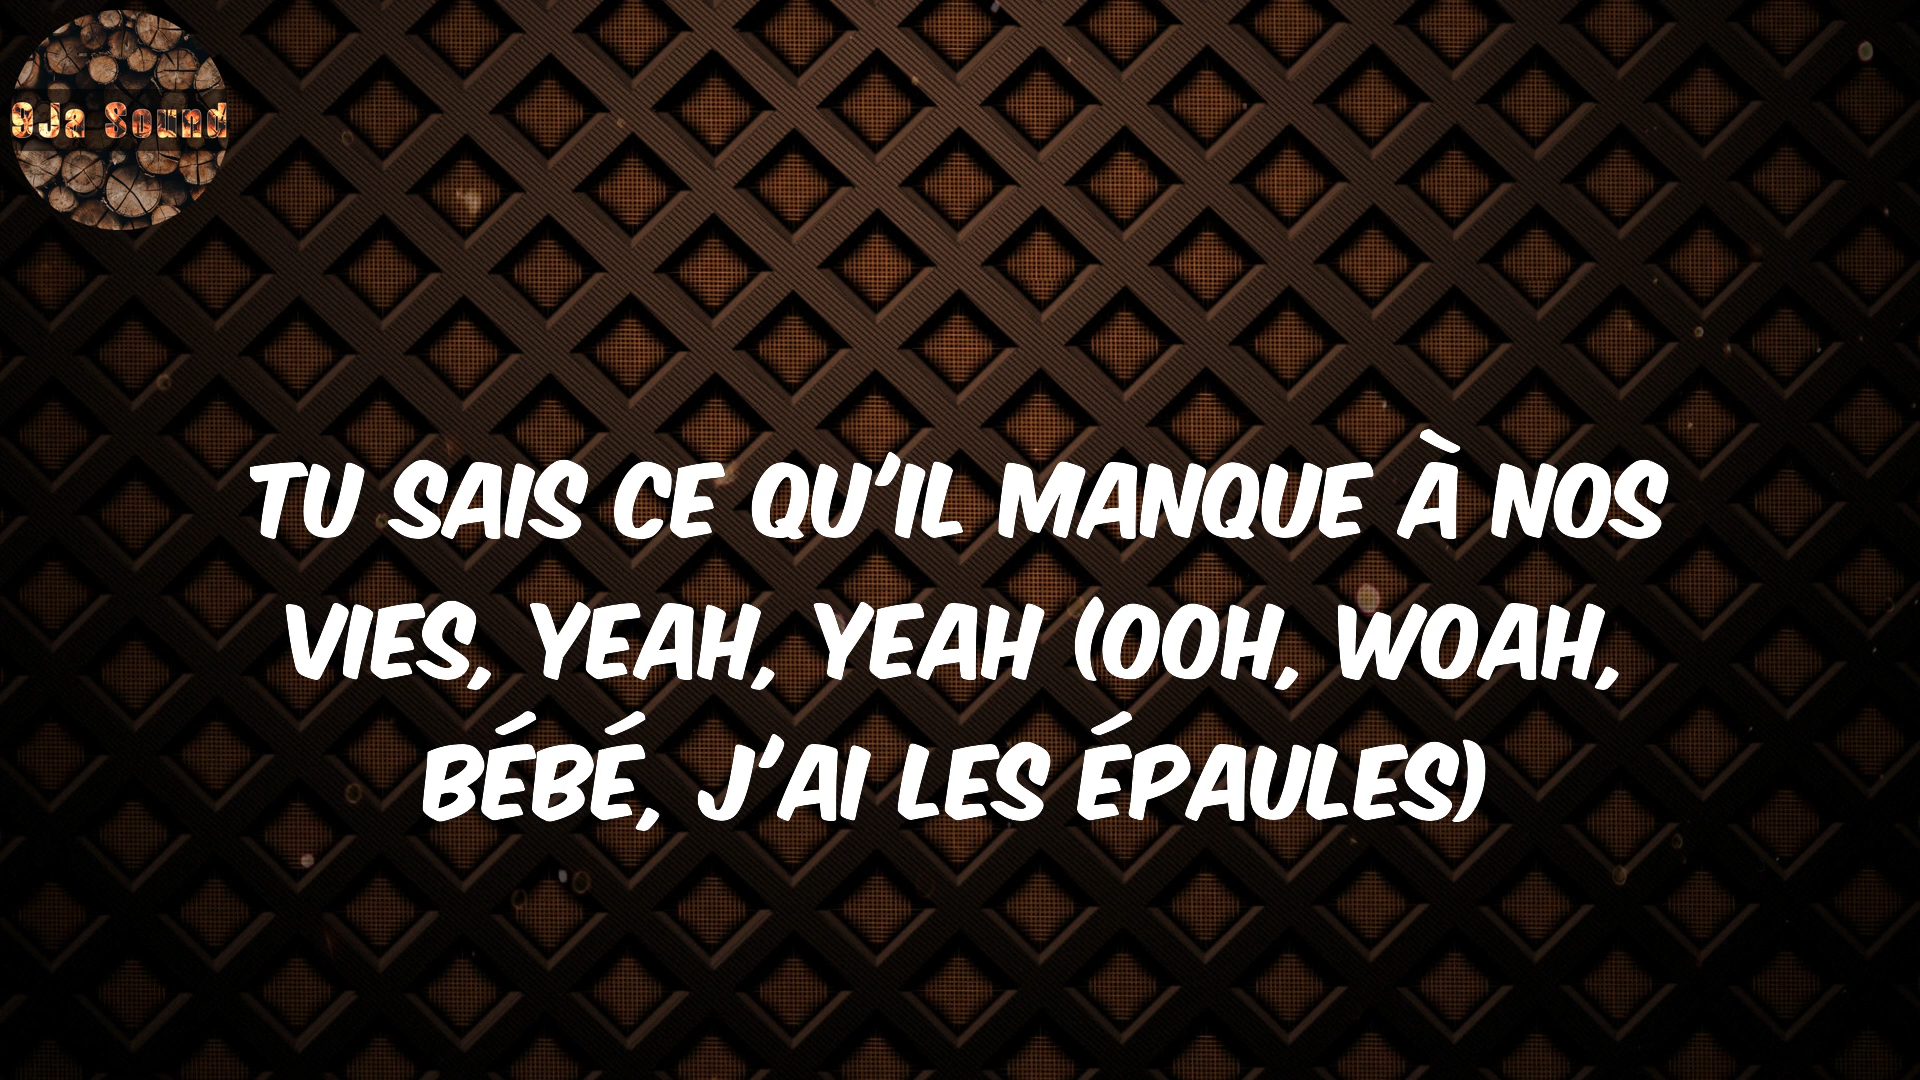 9Ja Sound
TU SAIS CE QU'IL MANQUE À NOS
VIES, YEAH, YEAH (OOH, WOAH,
BÉBÉ, J'AI LES ÉPAULES)